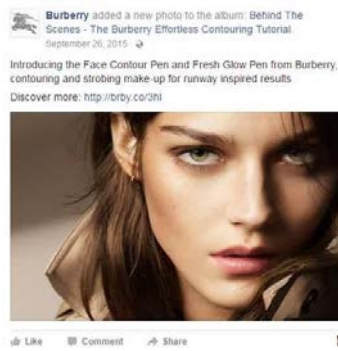 Burberry added a new photo to the album: Behind The
Scenes - The Burberry Effortless Contouring Tutorial.
September 26, 2015
Introducing the Face Contour Pen and Fresh Glow Pen from Burberry,
contouring and strobing make-up for runway inspired results
Discover more: http://brby.co/3hl
Like Comment Share